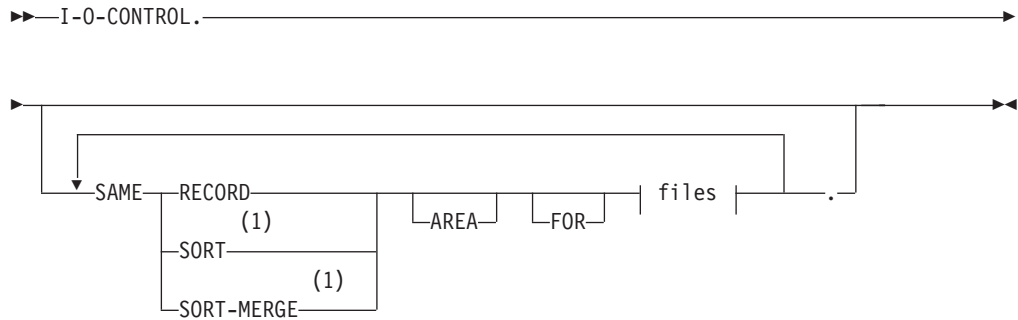 I-O-CONTROL.
SAME RECORD AREA FOR files .
(1)
SORT
(1)
SORT-MERGE